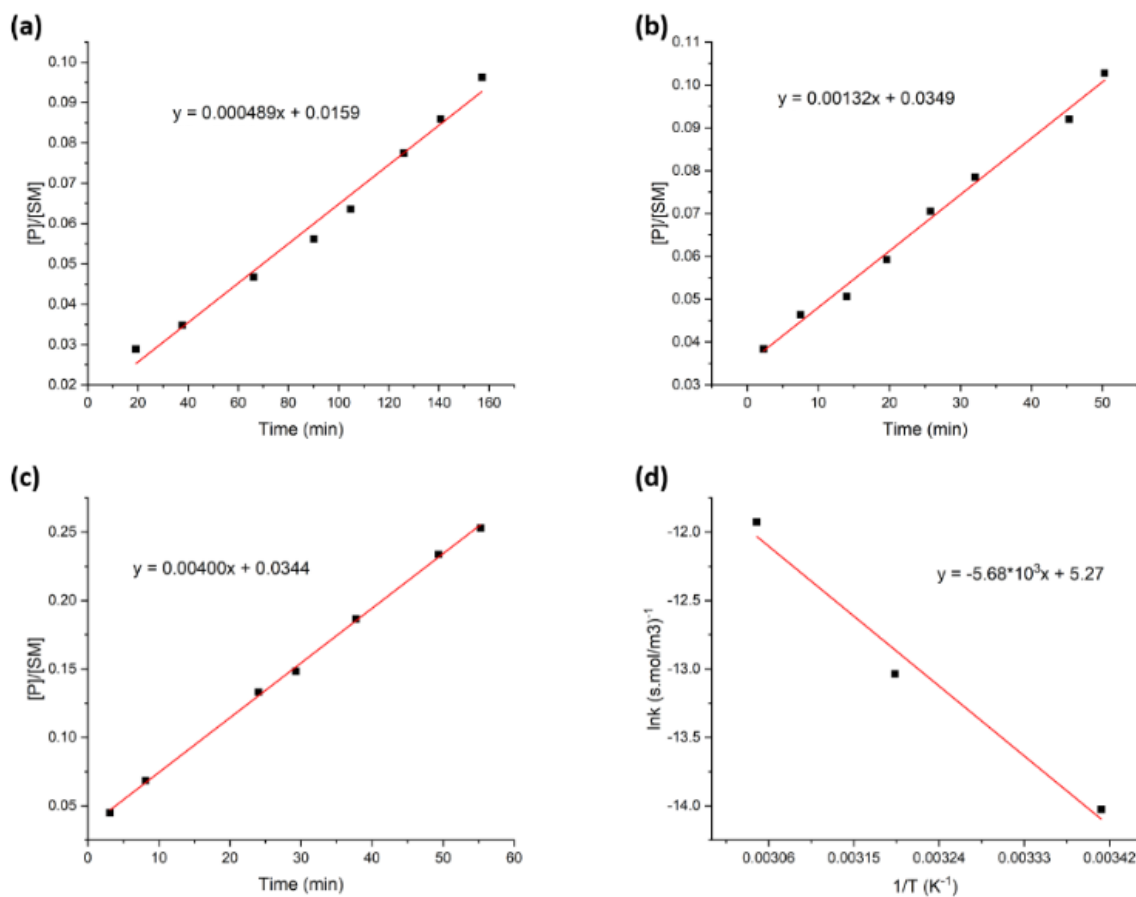 (a)
0.10
0.09
0.08
0.07
0.06
0.05
0.04
0.03
0.02
[P]/[SM]
y = 0.000489x + 0.0159
0 20 40 60 80 100 120 140 160
Time (min)
(b)
0.11
0.10
0.09
0.08
0.07
0.06
0.05
0.04
0.03
[P]/[SM]
y = 0.00132x + 0.0349
0 10 20 30 40 50
Time (min)
(c)
0.25
0.20
0.15
0.10
0.05
[P]/[SM]
y = 0.00400x + 0.0344
0 10 20 30 40 50 60
Time (min)
(d)
-12.0
-12.5
-13.0
-13.5
-14.0
lnk (s.mol/m3)⁻¹
y = -5.68*10³x + 5.27
0.00306 0.00315 0.00324 0.00333 0.00342
1/T (K⁻¹)